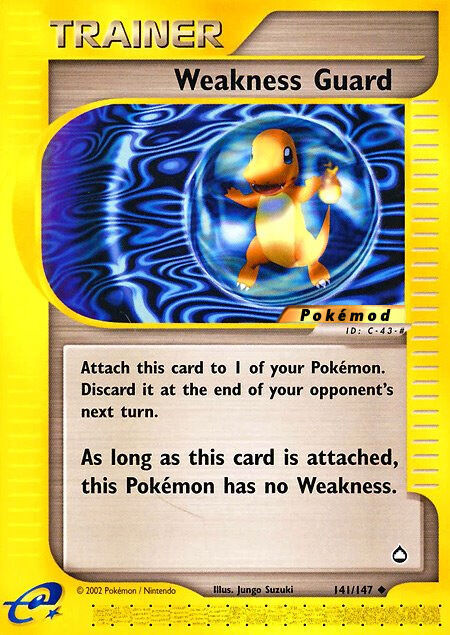 TRAINER
Weakness Guard
Pokémod
ID: C-43-#
Attach this card to 1 of your Pokémon.
Discard it at the end of your opponent's
next turn.
As long as this card is attached,
this Pokémon has no Weakness.
e
© 2002 Pokémon / Nintendo Illus. Jungo Suzuki 141/147